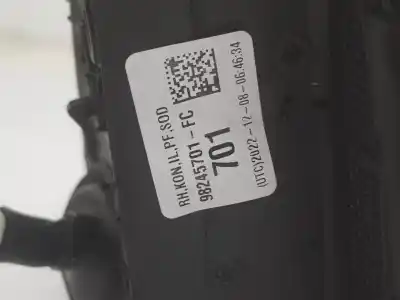 RH,KON,IL,PF,SOD
98245701-FC
701
(UTC)2022-12-08-06:46:34